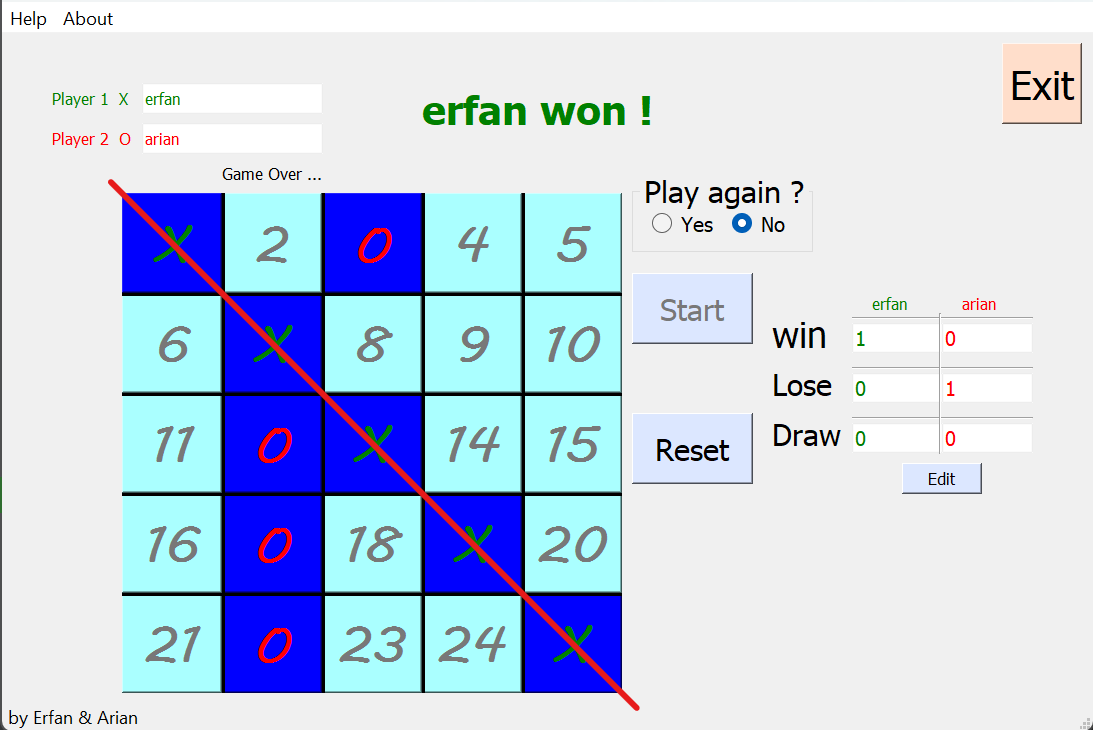 Help About
Exit
Player 1 X erfan
erfan won !
Player 2 O arian
Game Over ...
Play again ?
Yes No
X 2 O 4 5
Start
erfan arian
6 X 8 9 10
win 1 0
Lose 0 1
11 O X 14 15
Reset
Draw 0 0
Edit
16 O 18 X 20
21 O 23 24 X
by Erfan & Arian